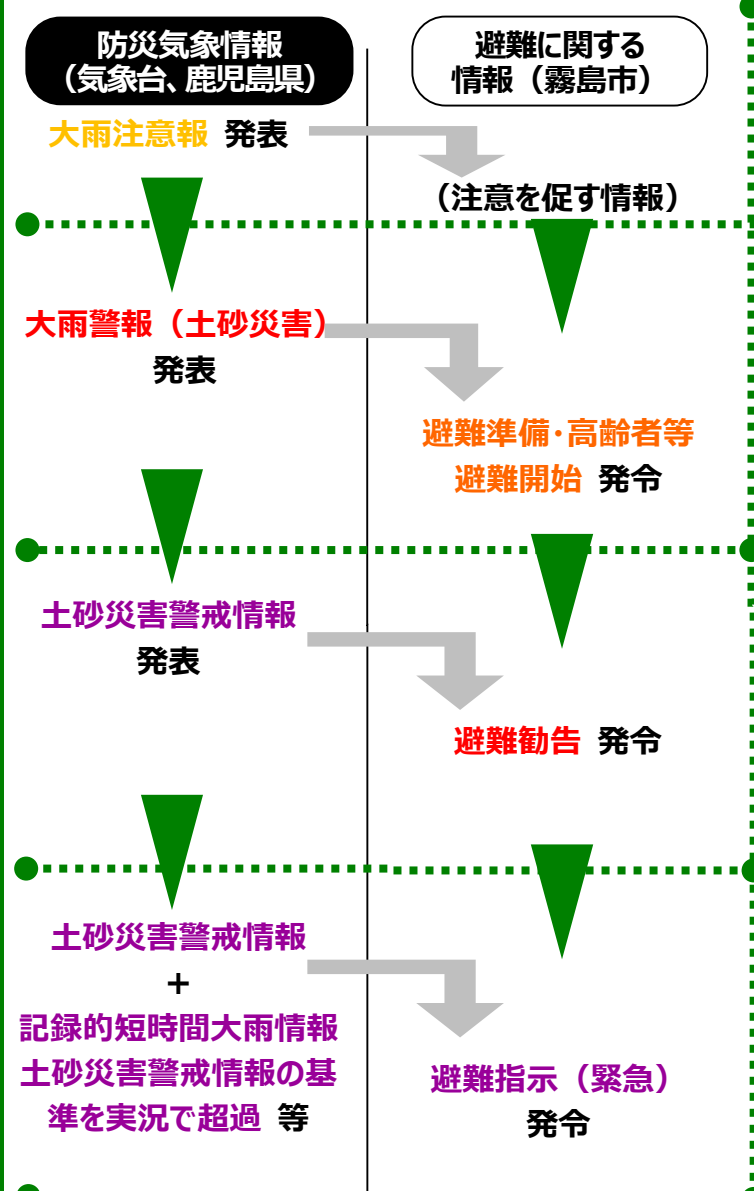 防災気象情報
（気象台、鹿児島県）
避難に関する
情報（霧島市）
大雨注意報 発表
（注意を促す情報）
大雨警報（土砂災害）
発表
避難準備・高齢者等
避難開始 発令
土砂災害警戒情報
発表
避難勧告 発令
土砂災害警戒情報
+
記録的短時間大雨情報
土砂災害警戒情報の基
準を実況で超過 等
避難指示（緊急）
発令